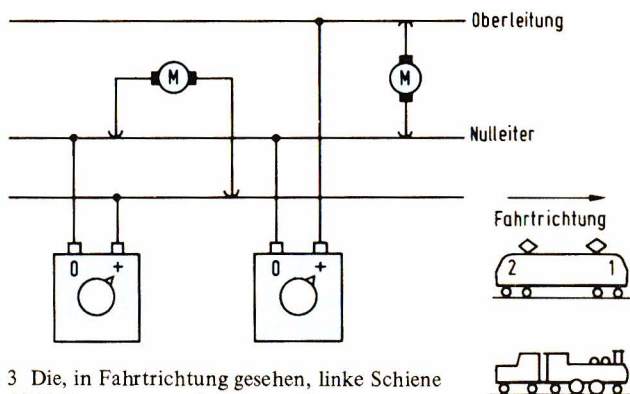 Oberleitung
M
M
Nulleiter
Fahrtrichtung
0 +
0 +
2 1
3 Die, in Fahrtrichtung gesehen, linke Schiene